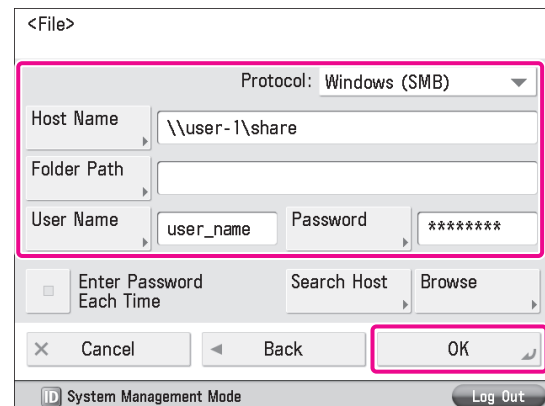 <File>
Protocol: Windows (SMB)
Host Name \\user-1\share
Folder Path
User Name user_name Password ********
Enter Password
Each Time
Search Host Browse
Cancel Back OK
ID System Management Mode Log Out